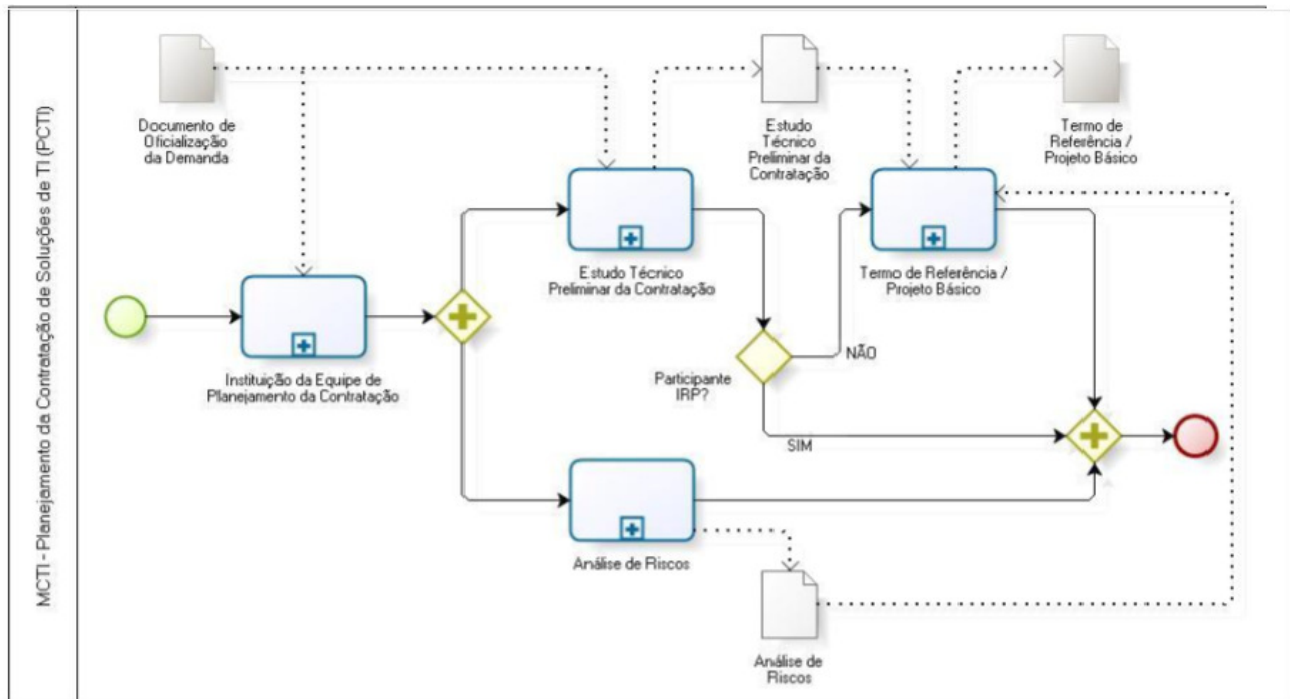 MCTI - Planejamento da Contratação de Soluções de TI (PCTI)
Documento de
Oficialização
da Demanda
Estudo
Técnico
Preliminar da
Contratação
Termo de
Referência /
Projeto Básico
Estudo Técnico
Preliminar da Contratação
Termo de Referência /
Projeto Básico
Instituição da Equipe de
Planejamento da Contratação
Participante
IRP?
NÃO
SIM
Análise de Riscos
Análise de
Riscos